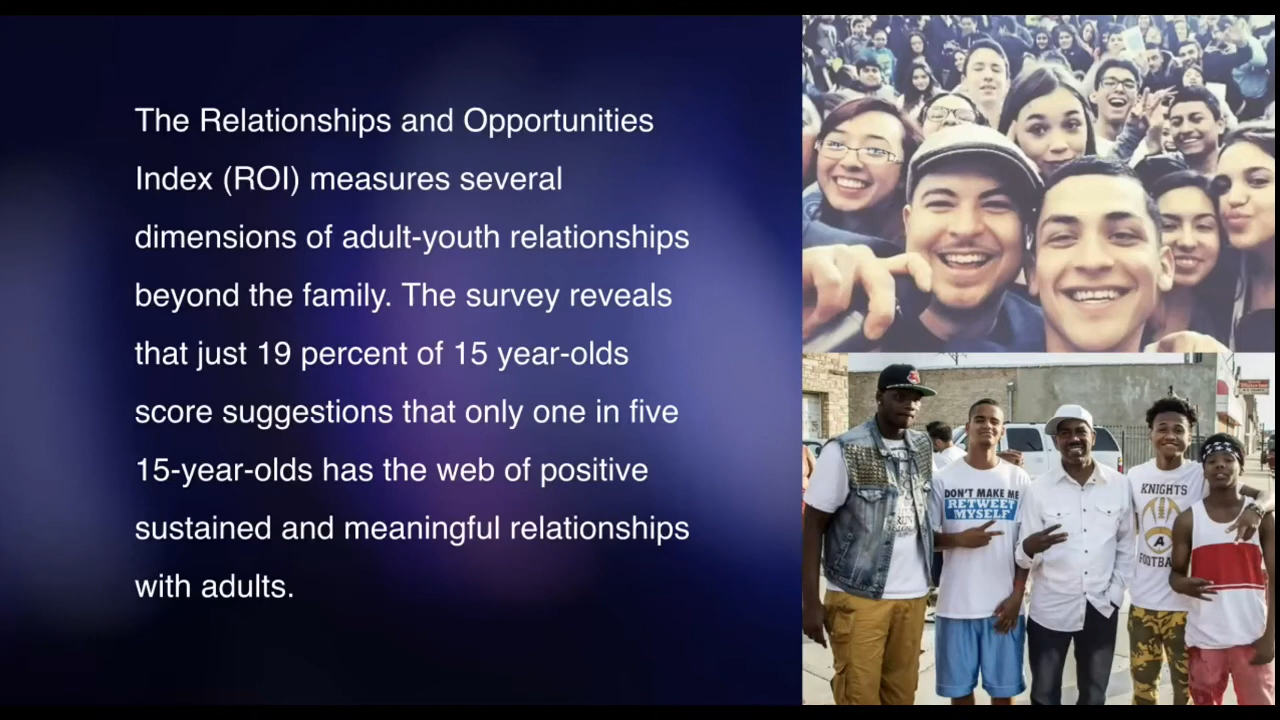 The Relationships and Opportunities
Index (ROI) measures several
dimensions of adult-youth relationships
beyond the family. The survey reveals
that just 19 percent of 15 year-olds
score suggestions that only one in five
15-year-olds has the web of positive
sustained and meaningful relationships
with adults.
DON'T MAKE ME
RETWEET
MYSELF
KNIGHTS
A